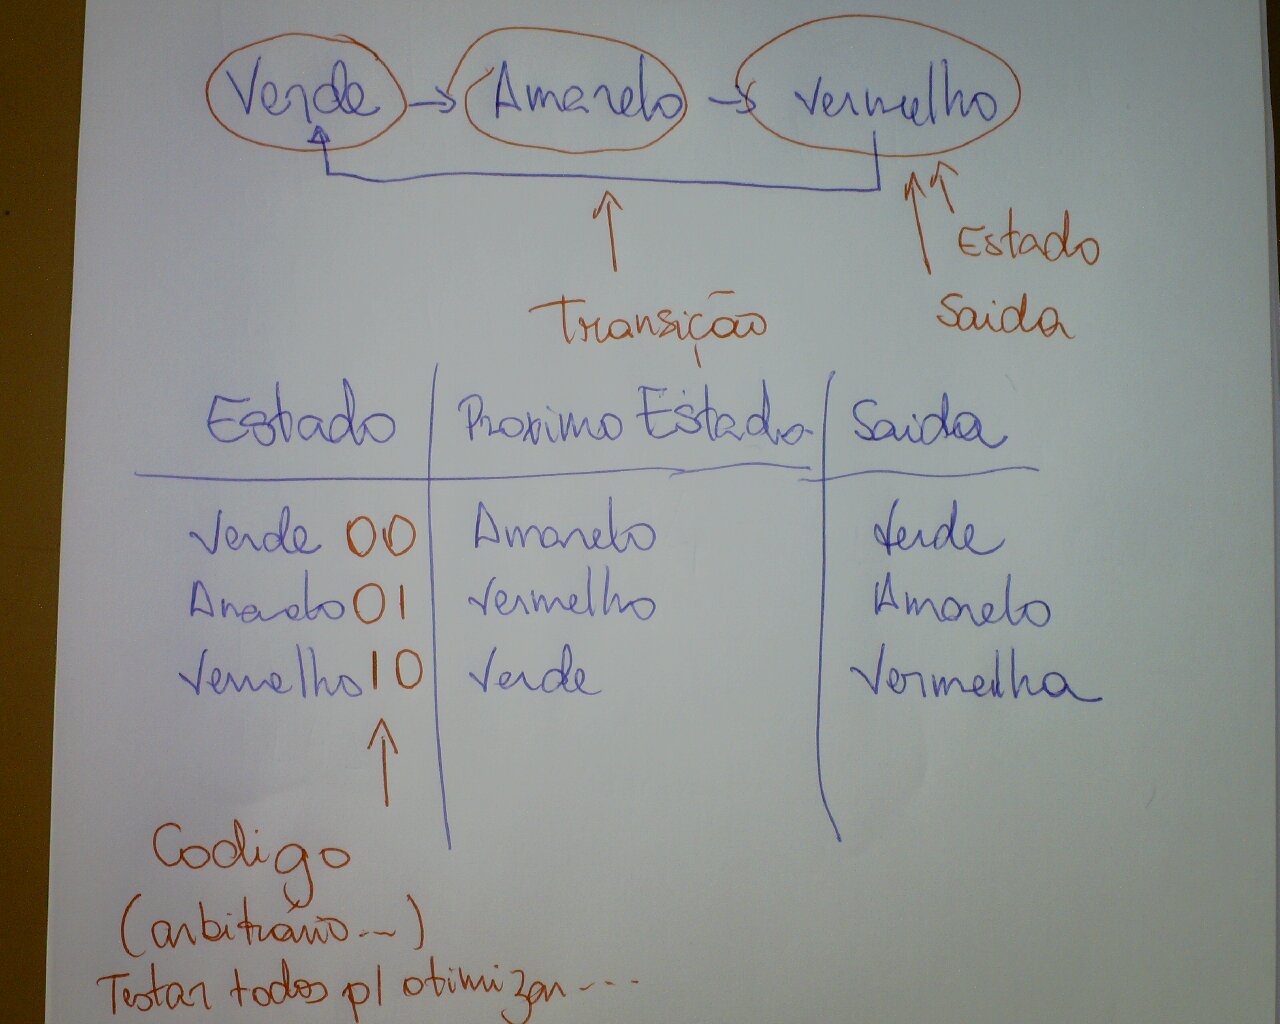 Verde → Amarelo → Vermelho
Estado
Saida
Transição
Estado Proximo Estado Saida
Verde 00 Amarelo Verde
Amarelo 01 Vermelho Amarelo
Vermelho 10 Verde Vermelha
Codigo
(arbitrário...)
Testar todos p/ otimizar...